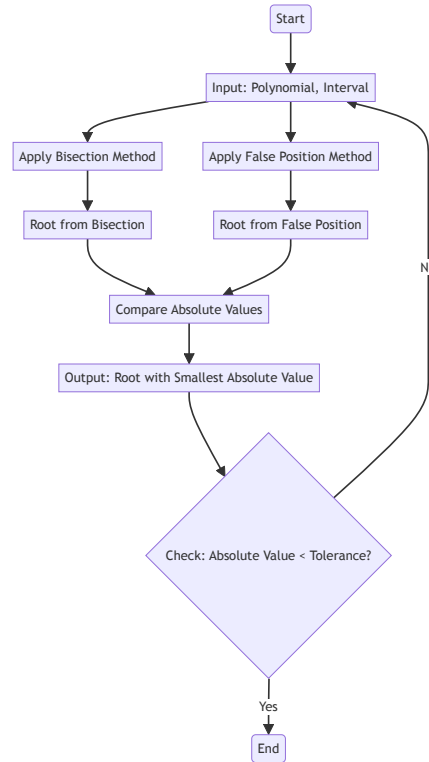 Start
Input: Polynomial, Interval
Apply Bisection Method
Apply False Position Method
Root from Bisection
Root from False Position
Compare Absolute Values
Output: Root with Smallest Absolute Value
N
Check: Absolute Value < Tolerance?
Yes
End